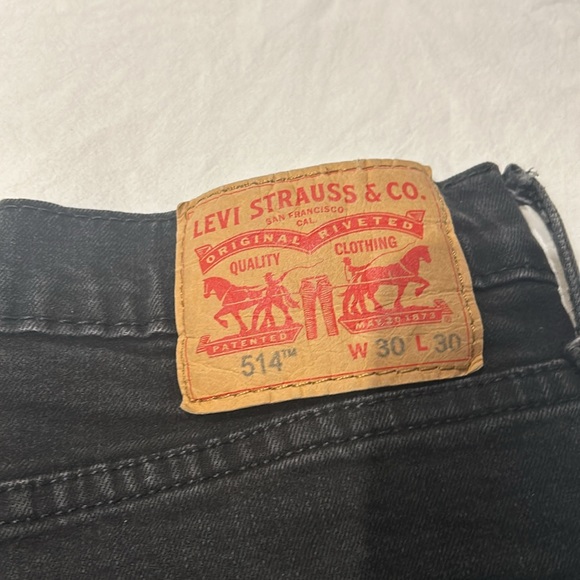 LEVI STRAUSS & CO.
SAN FRANCISCO
CAL.
ORIGINAL RIVETED
QUALITY CLOTHING
PATENTED MAY 20 1873
514™ W 30 L 30